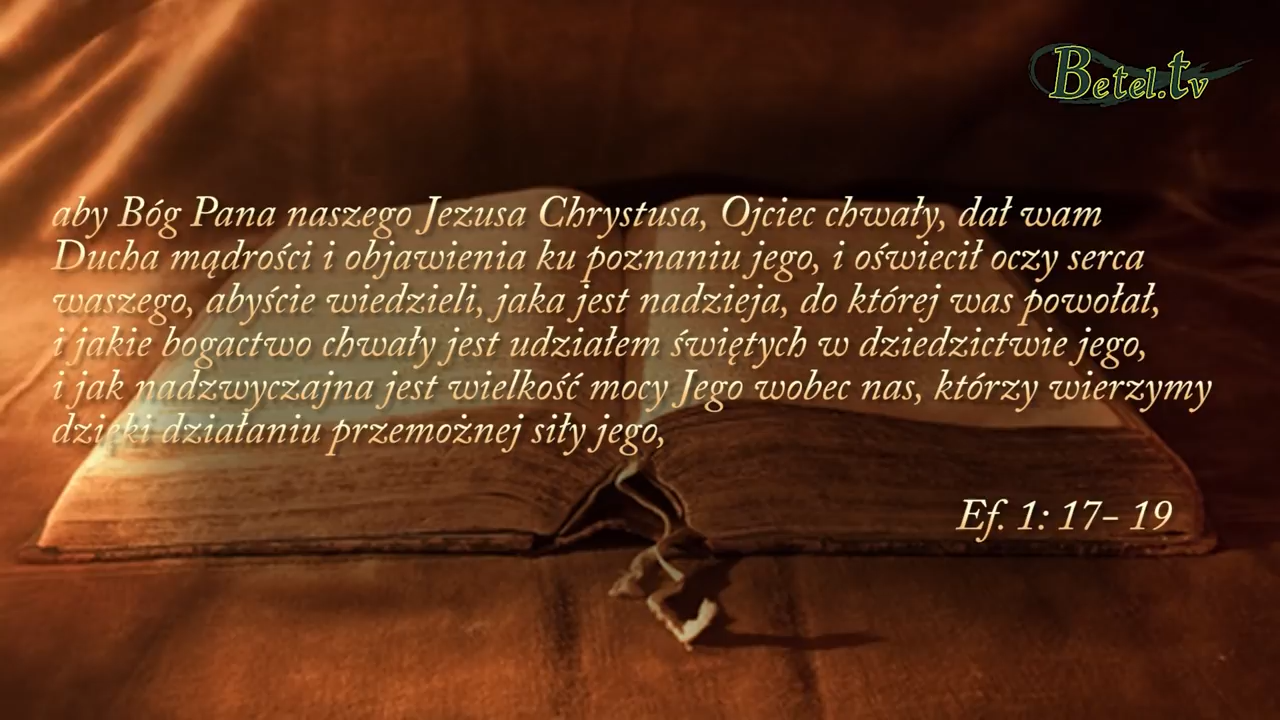 Betel.tv
aby Bóg Pana naszego Jezusa Chrystusa, Ojciec chwały, dał wam
Ducha mądrości i objawienia ku poznaniu jego, i oświecił oczy serca
waszego, abyście wiedzieli, jaka jest nadzieja, do której was powołał,
i jakie bogactwo chwały jest udziałem świętych w dziedzictwie jego,
i jak nadzwyczajna jest wielkość mocy Jego wobec nas, którzy wierzymy
dzięki działaniu przemożnej siły jego,
Ef. 1: 17- 19